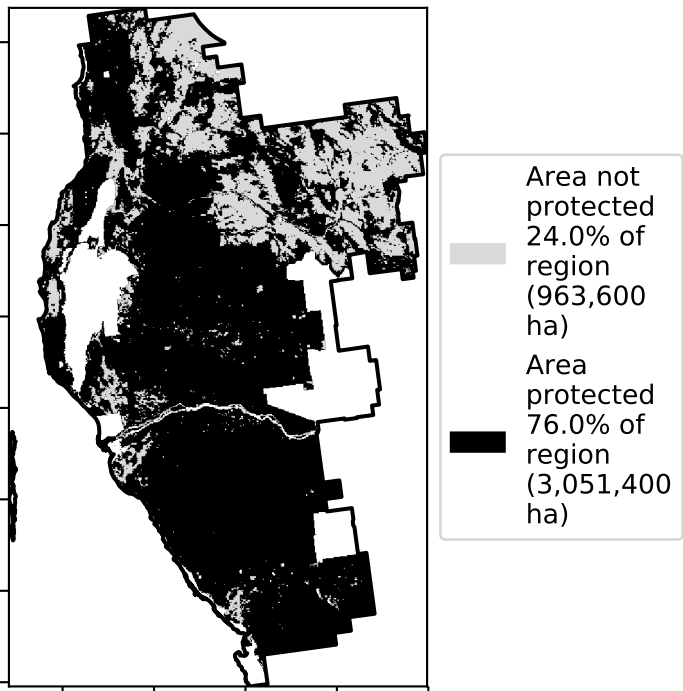 Area not
protected
24.0% of
region
(963,600
ha)
Area
protected
76.0% of
region
(3,051,400
ha)